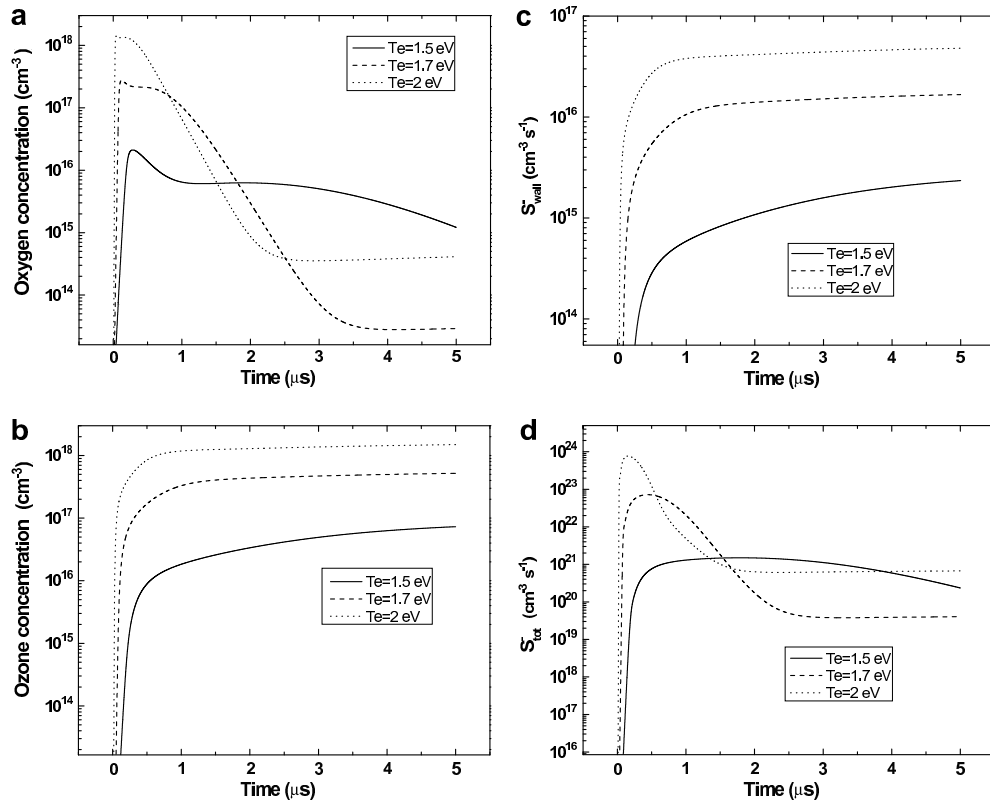 a
Oxygen concentration (cm⁻³)
10¹⁸
10¹⁷
10¹⁶
10¹⁵
10¹⁴
Te=1.5 eV
Te=1.7 eV
Te=2 eV
0 1 2 3 4 5
Time (μs)
c
S⁻wall (cm⁻³ s⁻¹)
10¹⁷
10¹⁶
10¹⁵
10¹⁴
Te=1.5 eV
Te=1.7 eV
Te=2 eV
0 1 2 3 4 5
Time (μs)
b
Ozone concentration (cm⁻³)
10¹⁸
10¹⁷
10¹⁶
10¹⁵
10¹⁴
Te=1.5 eV
Te=1.7 eV
Te=2 eV
0 1 2 3 4 5
Time (μs)
d
S⁻tot (cm⁻³ s⁻¹)
10²⁴
10²³
10²²
10²¹
10²⁰
10¹⁹
10¹⁸
10¹⁷
10¹⁶
Te=1.5 eV
Te=1.7 eV
Te=2 eV
0 1 2 3 4 5
Time (μs)